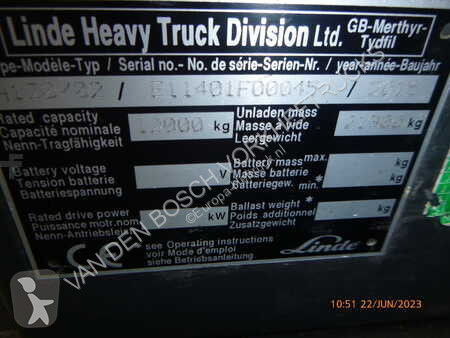 Linde Heavy Truck Division Ltd. GB-Merthyr-Tydfil
pe-Modèle-Typ / Serial no.- No de série-Serien-Nr. / year-année-Baujahr
Rated capacity
Capacité nominale kg
Nenn-Tragfähigkeit
Unladen mass
Masse à vide kg
Leergewicht
Battery voltage
Tension batterie V
Batteriespannung
Battery mass max.
Masse batterie kg
Batteriegew. min.*
Rated drive power
Puissance motr.nom kW
Nenn-Antriebsleist
Ballast weight *
Poids additionnel kg
Zusatzgewicht
see Operating instructions
voir Mode d'emploi
siehe Betriebsanleitung
Linde
VAN DEN BOSCH VORKHEFTRUCKS
10:51 22/JUN/2023